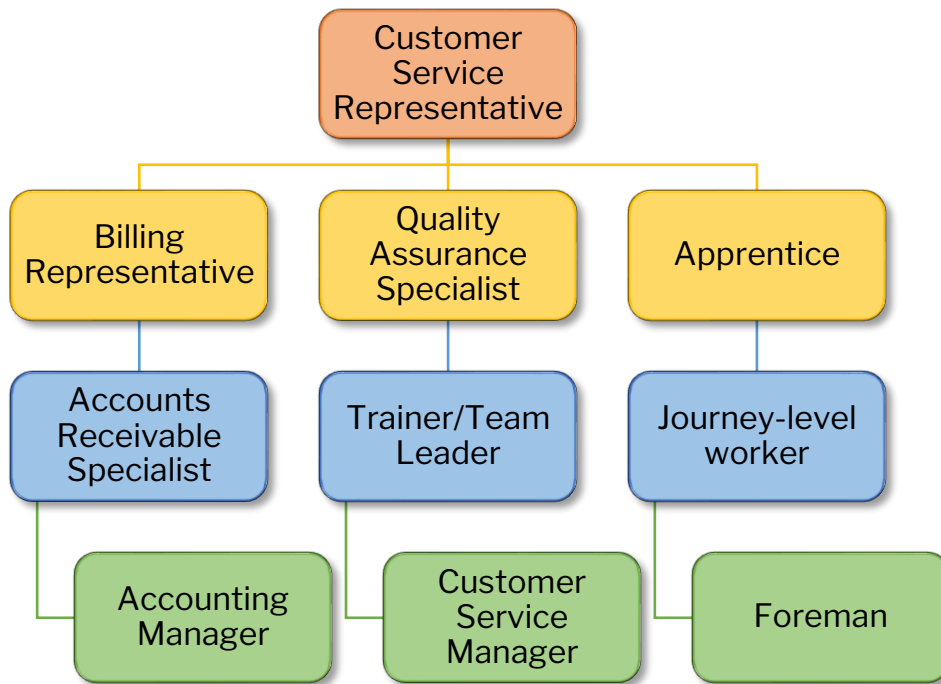 Customer
Service
Representative
Billing
Representative
Quality
Assurance
Specialist
Apprentice
Accounts
Receivable
Specialist
Trainer/Team
Leader
Journey-level
worker
Accounting
Manager
Customer
Service
Manager
Foreman